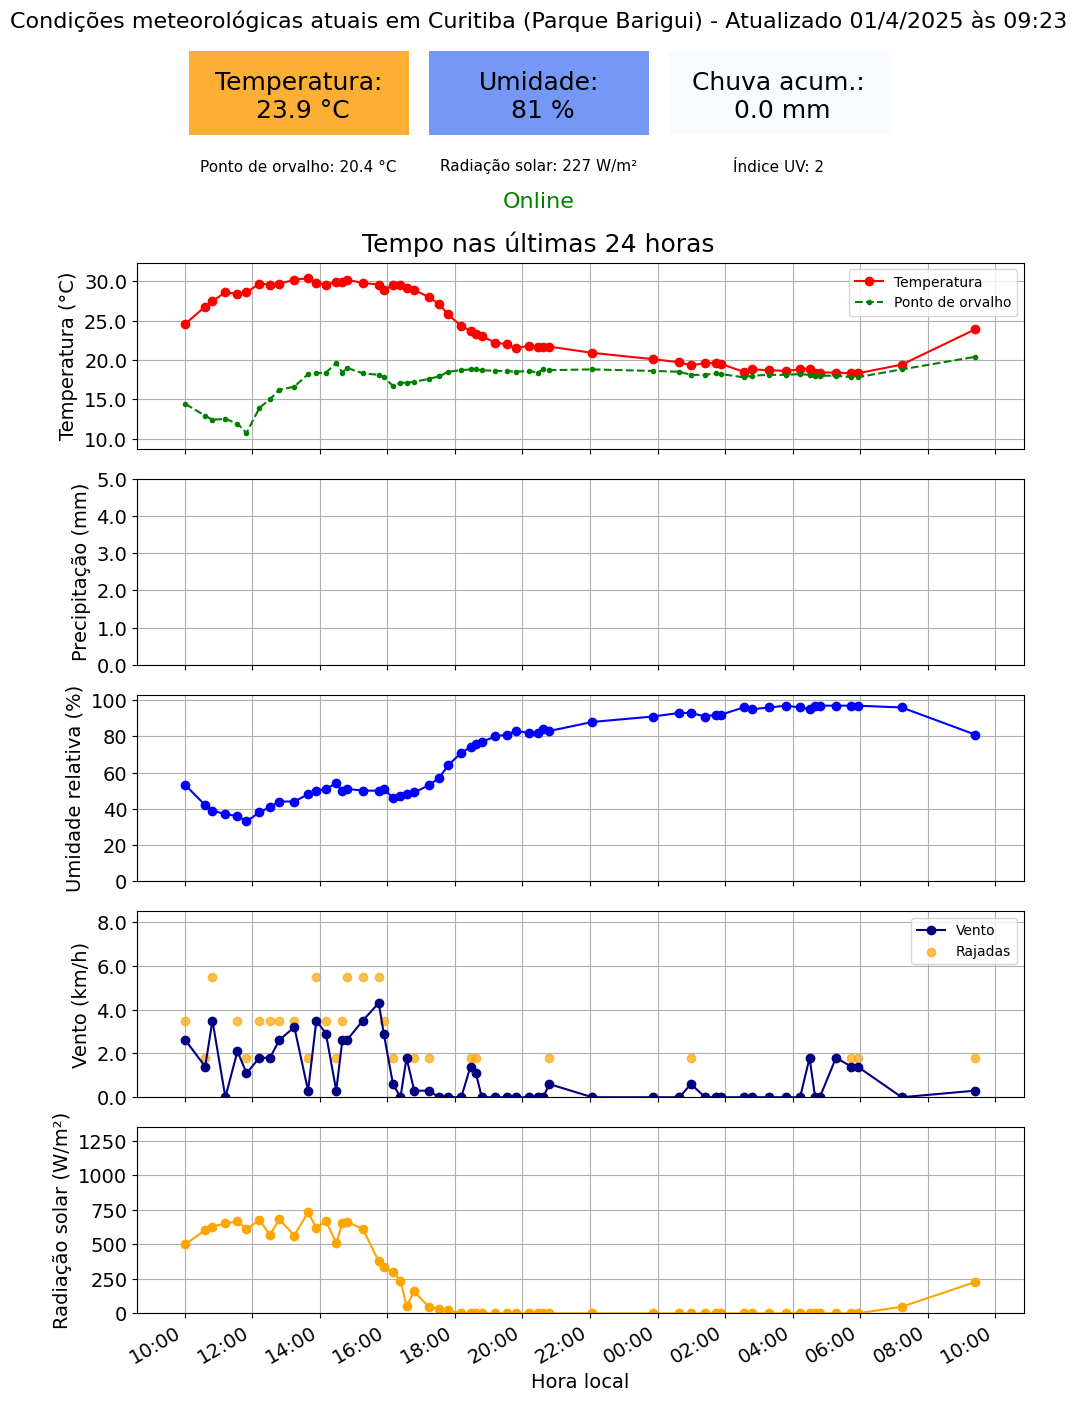 Condições meteorológicas atuais em Curitiba (Parque Barigui) - Atualizado 01/4/2025 às 09:23
Temperatura:
23.9 °C
Umidade:
81 %
Chuva acum.:
0.0 mm
Ponto de orvalho: 20.4 °C
Radiação solar: 227 W/m²
Índice UV: 2
Online
Tempo nas últimas 24 horas
Temperatura (°C)
30.0
25.0
20.0
15.0
10.0
Temperatura
Ponto de orvalho
Precipitação (mm)
5.0
4.0
3.0
2.0
1.0
0.0
Umidade relativa (%)
100
80
60
40
20
0
Vento (km/h)
8.0
6.0
4.0
2.0
0.0
Vento
Rajadas
Radiação solar (W/m²)
1250
1000
750
500
250
0
10:00
12:00
14:00
16:00
18:00
20:00
22:00
00:00
02:00
04:00
06:00
08:00
10:00
Hora local